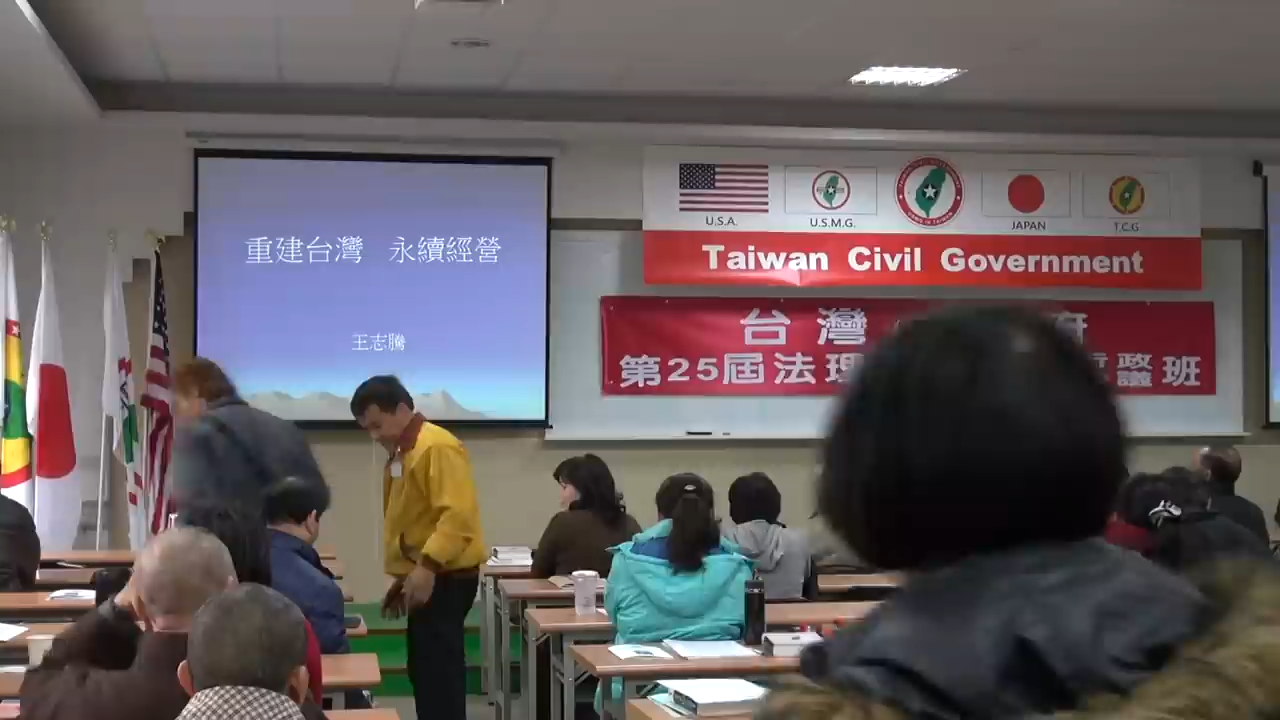 重建台灣 永續經營
王志騰
U.S.A.
U.S.M.G.
JAPAN
T.C.G
Taiwan Civil Government
台灣
第25屆法理
議班